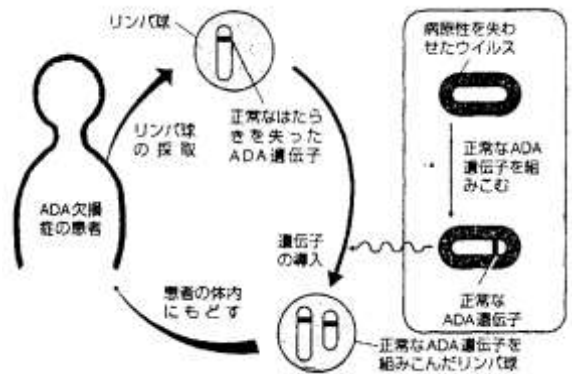 リンパ球
正常なはたら
きを失った
ADA遺伝子
リンパ球
の採取
ADA欠損
症の患者
遺伝子
の導入
患者の体内
にもどす
正常なADA遺伝子を
組みこんだリンパ球
病原性を失わ
せたウイルス
正常なADA
遺伝子を組
みこむ
正常な
ADA遺伝子